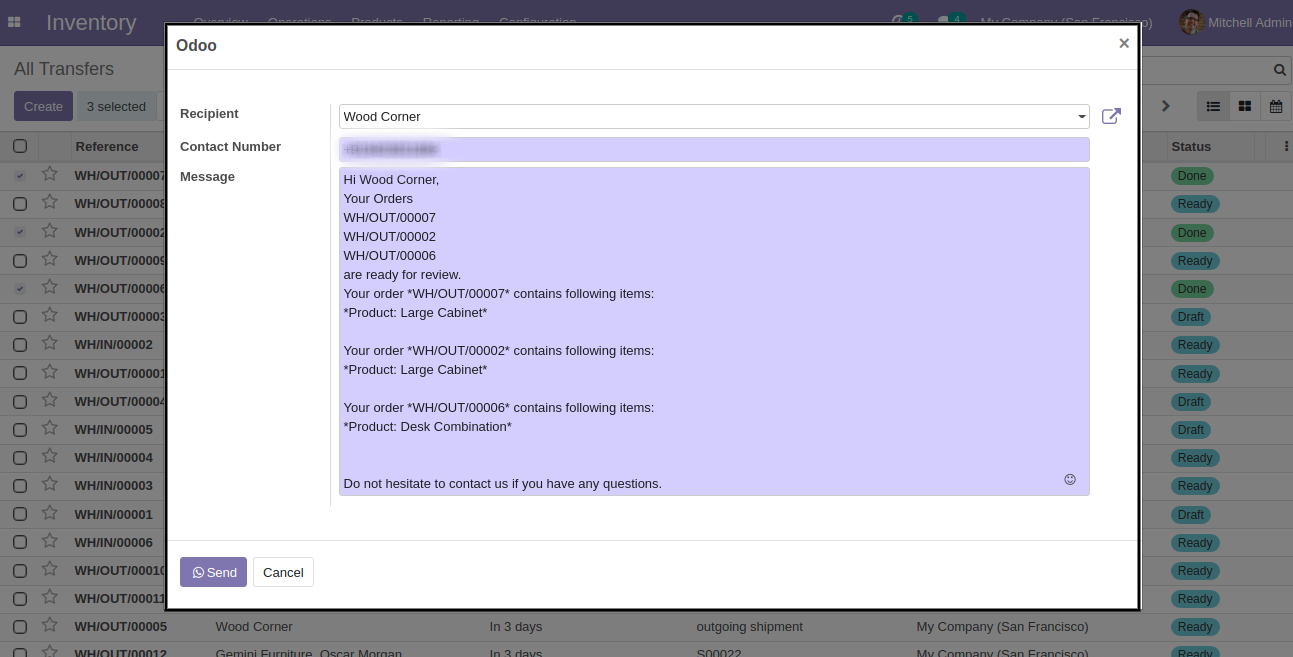 Inventory
Overview Operations Products Reporting Configuration
5 4 My Company (San Francisco)
Mitchell Admin
All Transfers
Create
3 selected
Reference
Status
WH/OUT/00007
Done
WH/OUT/00008
Ready
WH/OUT/00002
Done
WH/OUT/00009
Ready
WH/OUT/00006
Done
WH/OUT/00003
Draft
WH/IN/00002
Ready
WH/OUT/00001
Ready
WH/OUT/00004
Draft
WH/IN/00005
Draft
WH/IN/00004
Ready
WH/IN/00003
Ready
WH/IN/00001
Draft
WH/IN/00006
Ready
WH/OUT/00010
Ready
WH/OUT/00011
Ready
WH/OUT/00005 Wood Corner In 3 days outgoing shipment My Company (San Francisco) Ready
WH/OUT/00012 Gemini Furniture, Oscar Morgan In 3 days S00022 My Company (San Francisco) Ready
Odoo
×
Recipient
Wood Corner
Contact Number
Message
Hi Wood Corner,
Your Orders
WH/OUT/00007
WH/OUT/00002
WH/OUT/00006
are ready for review.
Your order *WH/OUT/00007* contains following items:
*Product: Large Cabinet*
Your order *WH/OUT/00002* contains following items:
*Product: Large Cabinet*
Your order *WH/OUT/00006* contains following items:
*Product: Desk Combination*
Do not hesitate to contact us if you have any questions.
Send
Cancel